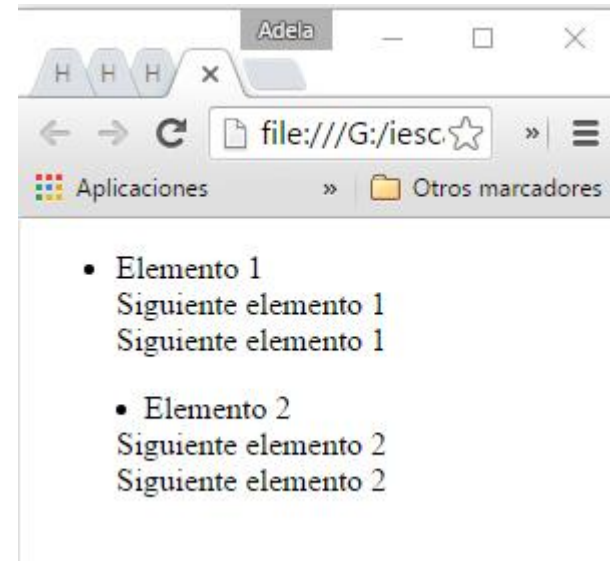 Adela
H H H
file:///G:/iesc
Aplicaciones » Otros marcadores
• Elemento 1
Siguiente elemento 1
Siguiente elemento 1
• Elemento 2
Siguiente elemento 2
Siguiente elemento 2